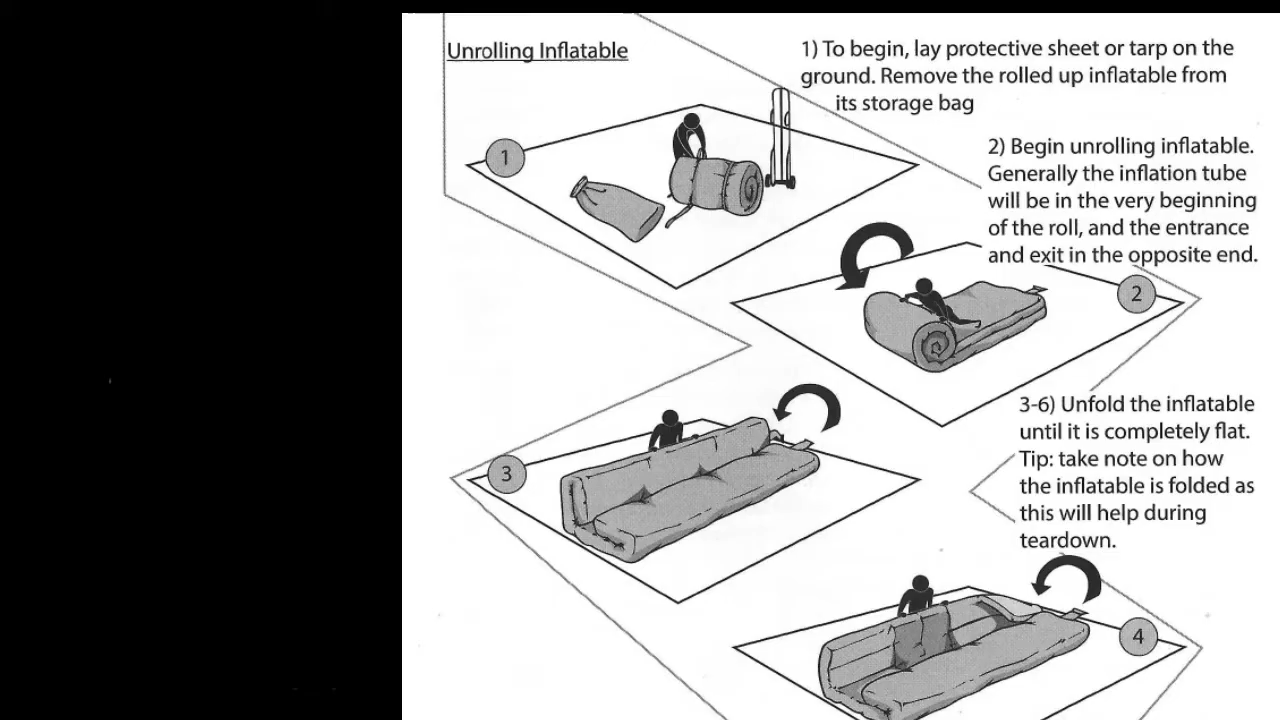 Unrolling Inflatable
1) To begin, lay protective sheet or tarp on the
ground. Remove the rolled up inflatable from
its storage bag
1
2) Begin unrolling inflatable.
Generally the inflation tube
will be in the very beginning
of the roll, and the entrance
and exit in the opposite end.
2
3-6) Unfold the inflatable
until it is completely flat.
Tip: take note on how
the inflatable is folded as
this will help during
teardown.
3
4